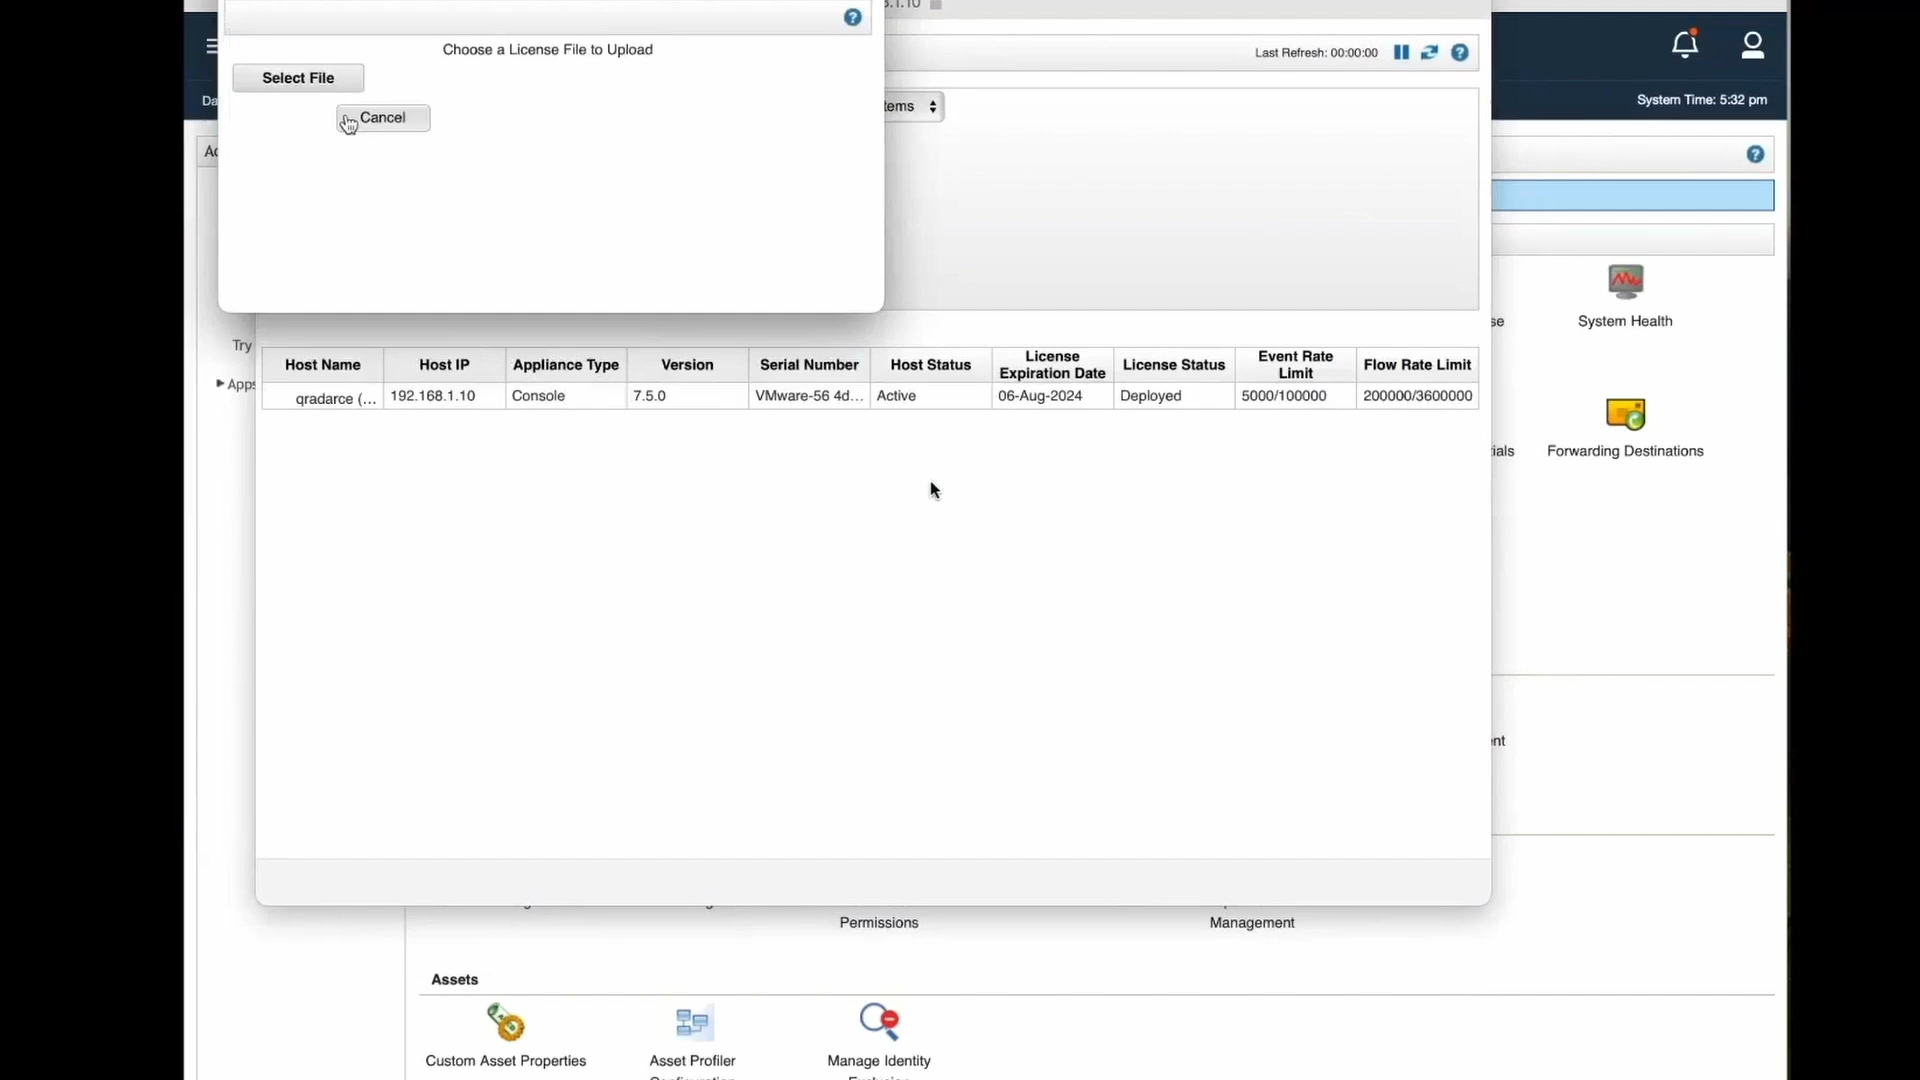 Choose a License File to Upload
Select File
Cancel
Last Refresh: 00:00:00
System Time: 5:32 pm
Try
Apps
System Health
Host Name Host IP Appliance Type Version Serial Number Host Status License Expiration Date License Status Event Rate Limit Flow Rate Limit
qradarce (... 192.168.1.10 Console 7.5.0 VMware-56 4d... Active 06-Aug-2024 Deployed 5000/100000 200000/3600000
Forwarding Destinations
Permissions
Management
Assets
Custom Asset Properties
Asset Profiler
Manage Identity